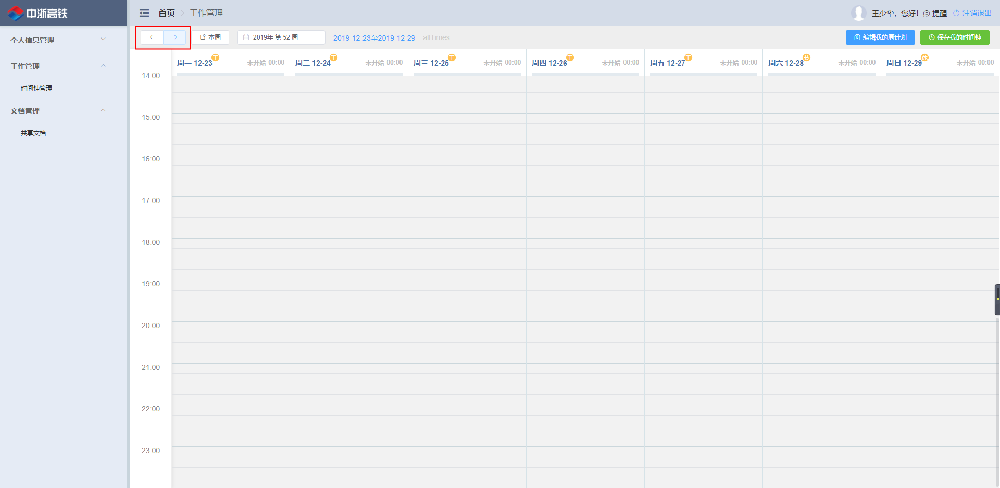 中浙高铁
首页 工作管理
王少华，您好！ 提醒 注销退出
个人信息管理
工作管理
时间钟管理
文档管理
共享文档
本周
2019年 第 52 周
2019-12-23至2019-12-29
allTimes
编辑我的周计划
保存我的时间钟
周一 12-23 工 未开始 00:00
周二 12-24 工 未开始 00:00
周三 12-25 工 未开始 00:00
周四 12-26 工 未开始 00:00
周五 12-27 工 未开始 00:00
周六 12-28 节 未开始 00:00
周日 12-29 休 未开始 00:00
14:00
15:00
16:00
17:00
18:00
19:00
20:00
21:00
22:00
23:00